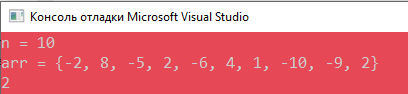 Консоль отладки Microsoft Visual Studio
n = 10
arr = {-2, 8, -5, 2, -6, 4, 1, -10, -9, 2}
2